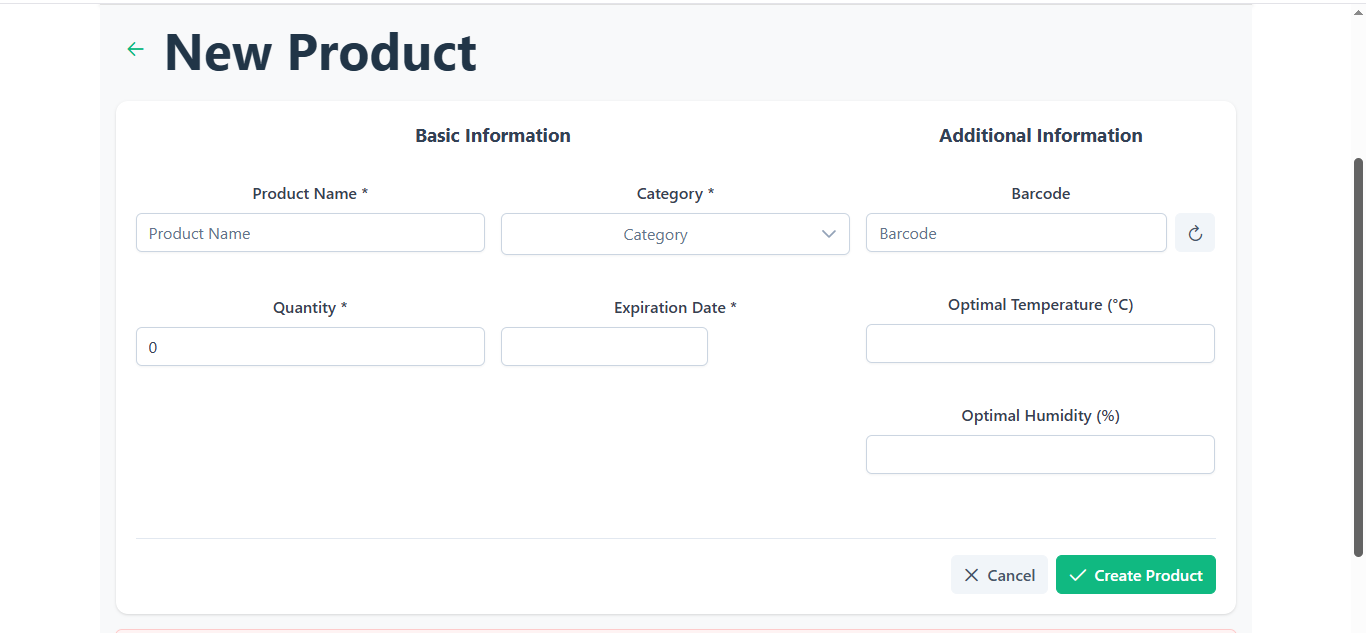 New Product
Basic Information
Additional Information
Product Name *
Category *
Barcode
Product Name
Category
Barcode
Quantity *
Expiration Date *
Optimal Temperature (°C)
0
Optimal Humidity (%)
Cancel
Create Product